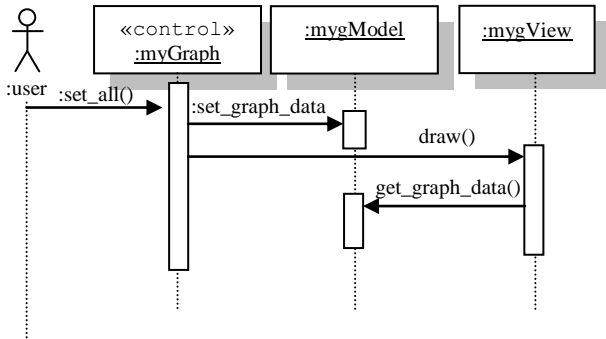 «control»
:myGraph
:mygModel
:mygView
:user
:set_all()
:set_graph_data
draw()
get_graph_data()